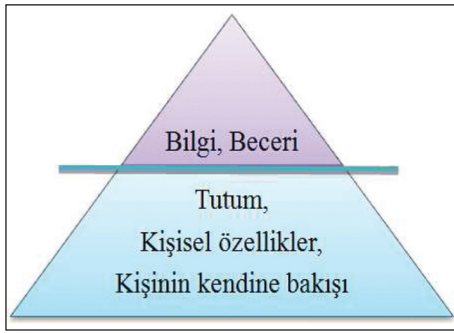 Bilgi, Beceri
Tutum,
Kişisel özellikler,
Kişinin kendine bakışı